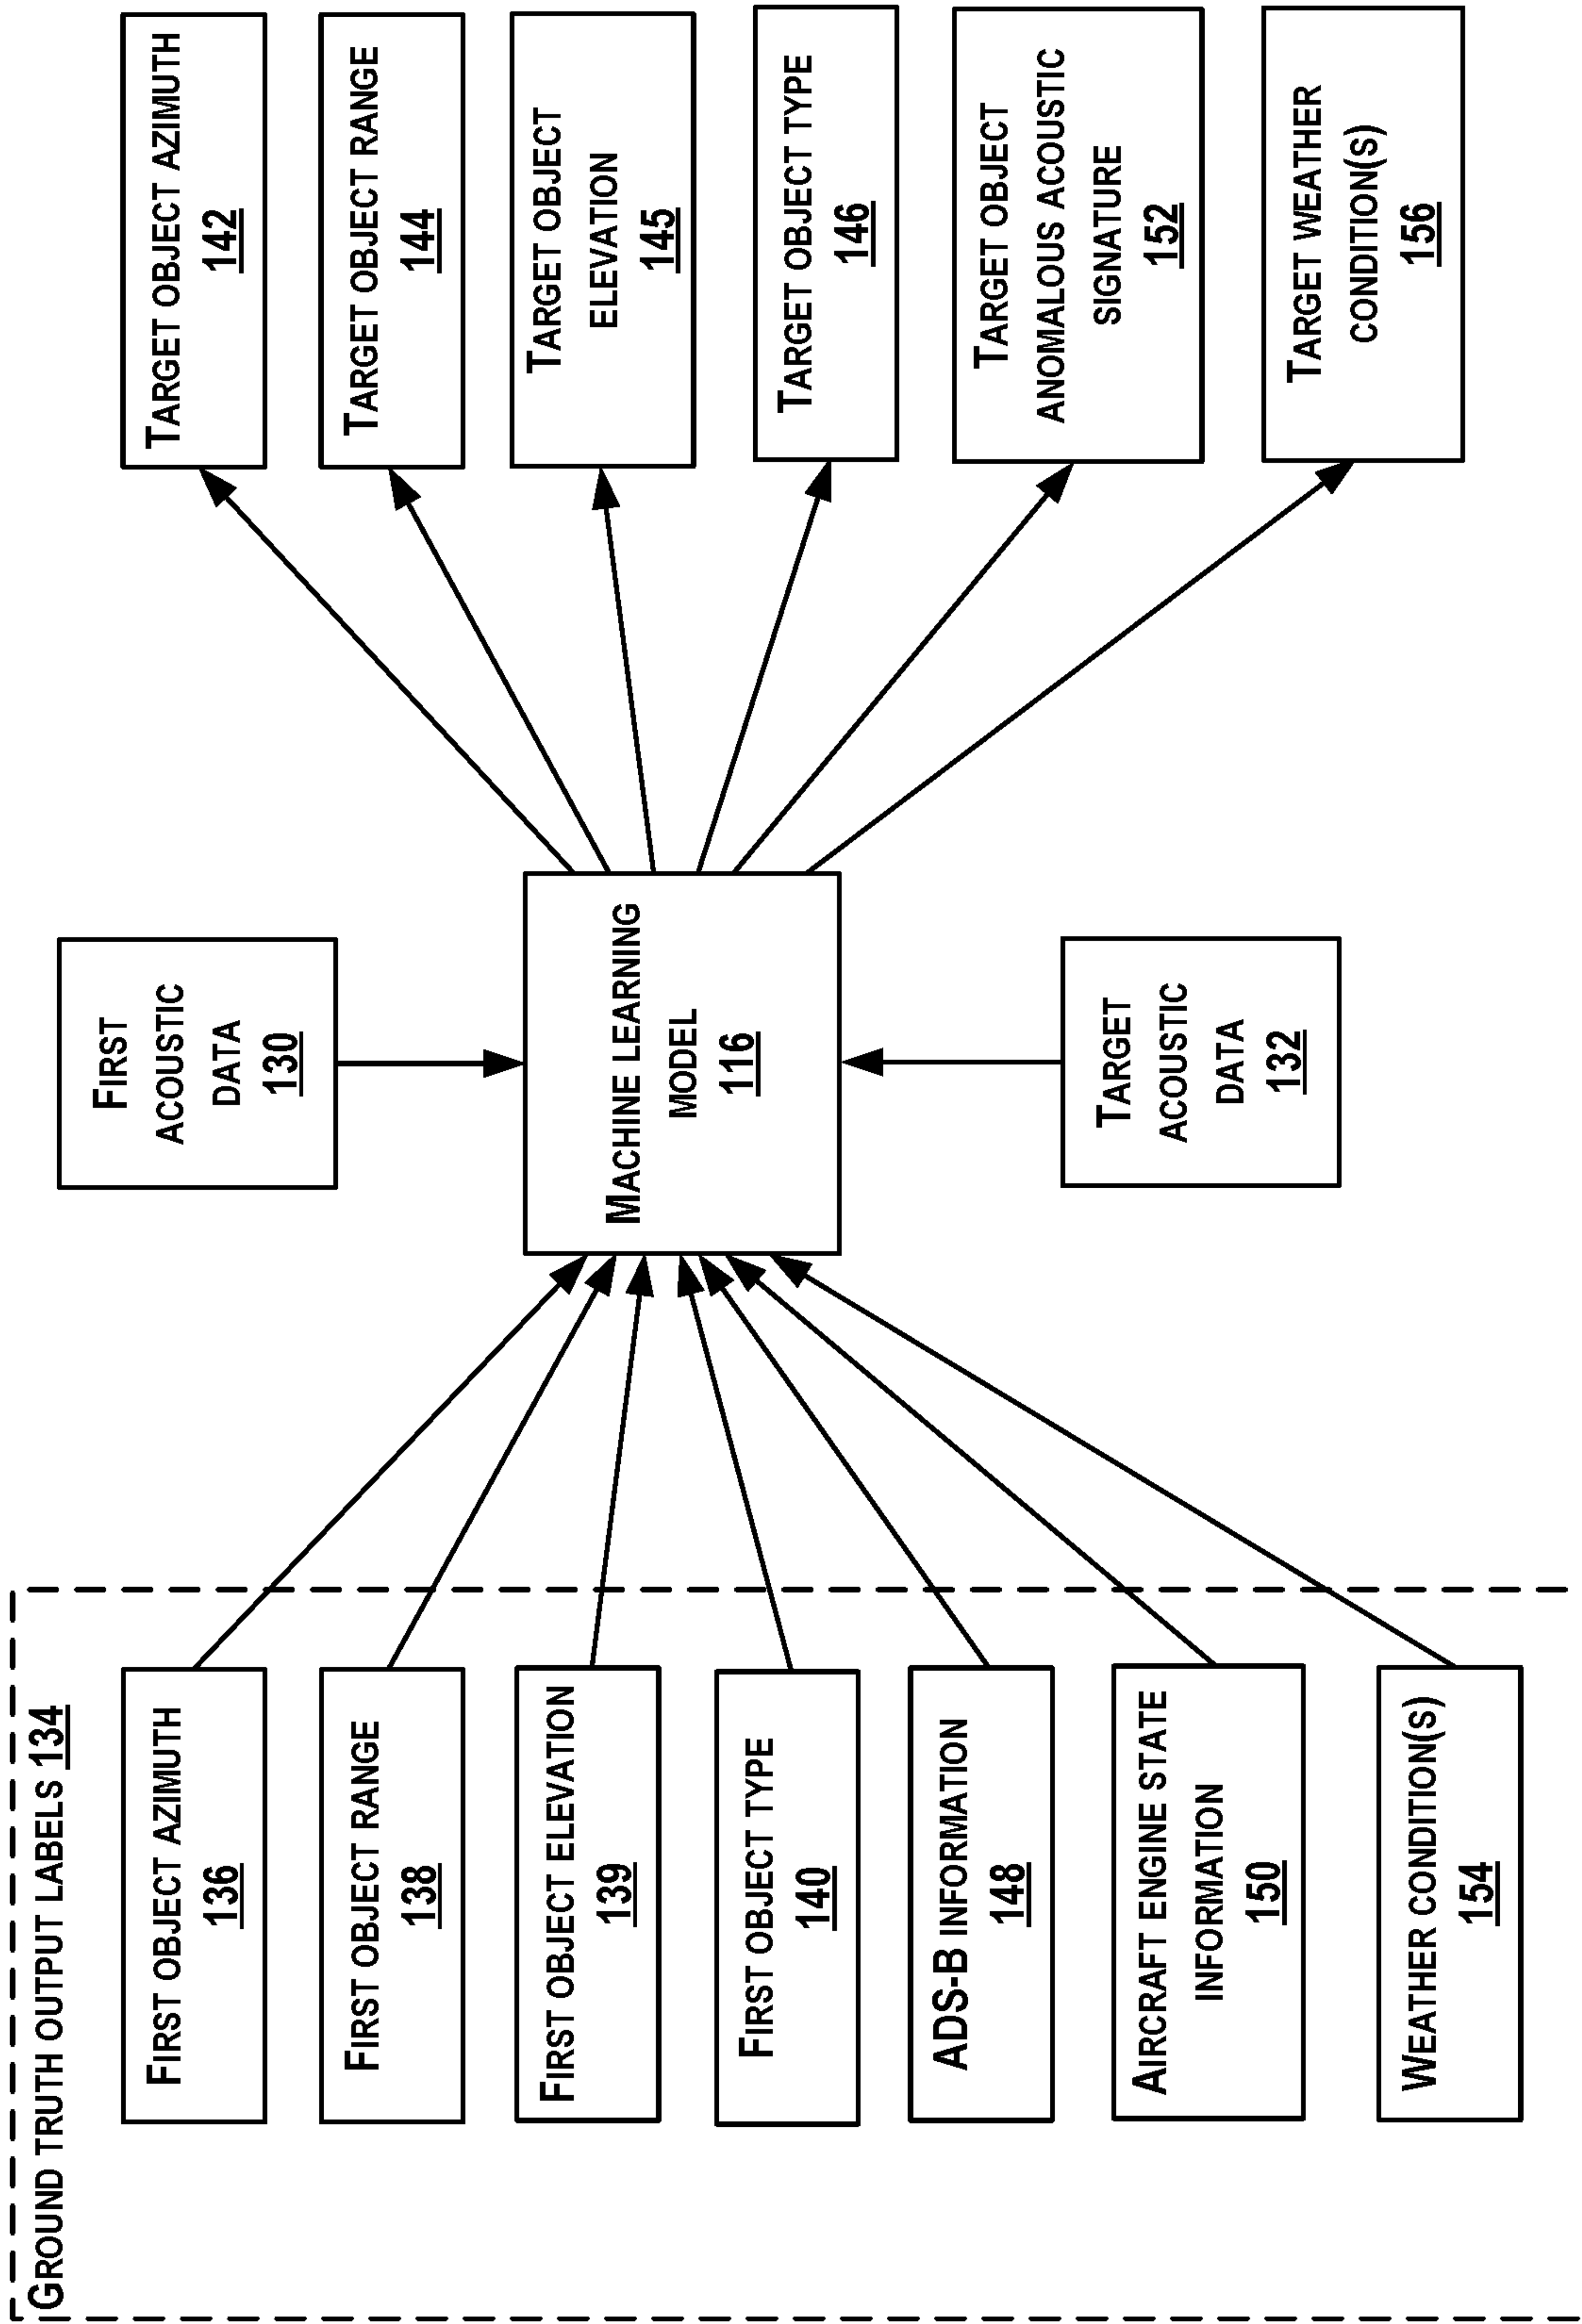 GROUND TRUTH OUTPUT LABELS 134
FIRST OBJECT AZIMUTH
136
FIRST OBJECT RANGE
138
FIRST OBJECT ELEVATION
139
FIRST OBJECT TYPE
140
ADS-B INFORMATION
148
AIRCRAFT ENGINE STATE
INFORMATION
150
WEATHER CONDITION(S)
154
FIRST
ACOUSTIC
DATA
130
MACHINE LEARNING
MODEL
116
TARGET
ACOUSTIC
DATA
132
TARGET OBJECT AZIMUTH
142
TARGET OBJECT RANGE
144
TARGET OBJECT
ELEVATION
145
TARGET OBJECT TYPE
146
TARGET OBJECT
ANOMALOUS ACOUSTIC
SIGNATURE
152
TARGET WEATHER
CONDITION(S)
156